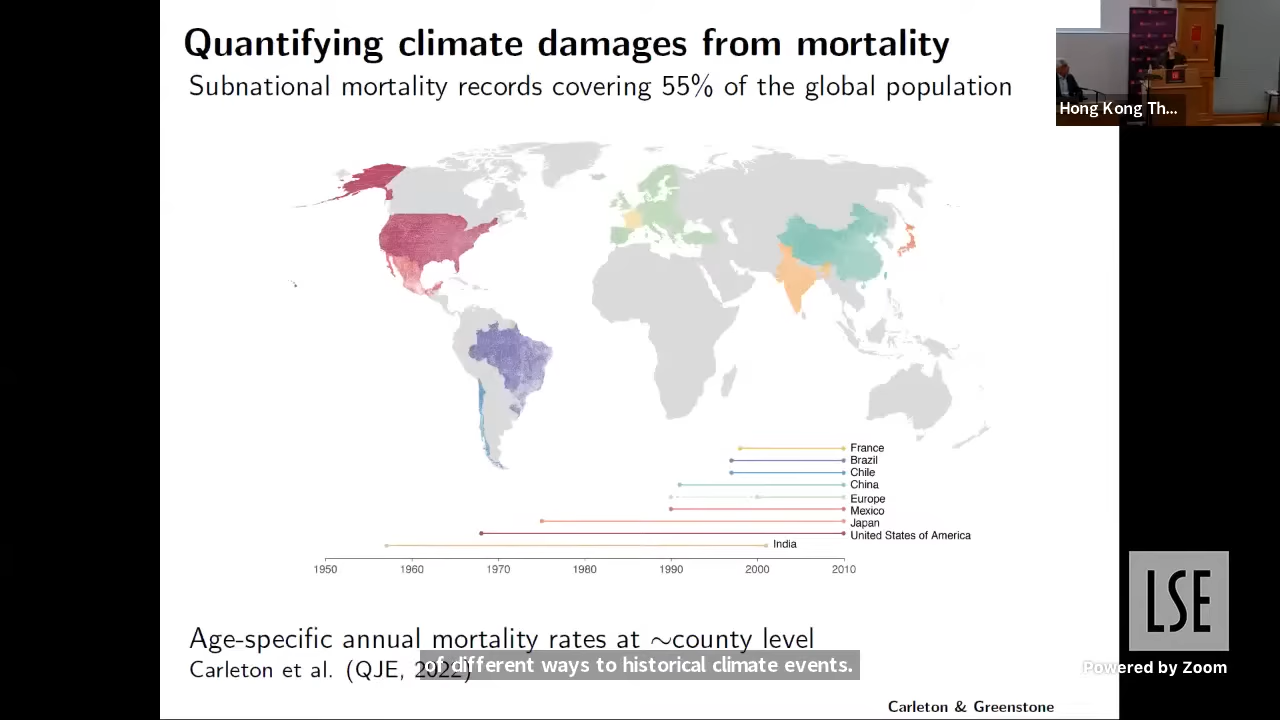 Quantifying climate damages from mortality
Subnational mortality records covering 55% of the global population
Hong Kong Th...
France
Brazil
Chile
China
Europe
Mexico
Japan
United States of America
India
1950 1960 1970 1980 1990 2000 2010
Age-specific annual mortality rates at ~county level
of different ways to historical climate events.
Carleton et al. (QJE, 2022)
LSE
Powered by Zoom
Carleton & Greenstone